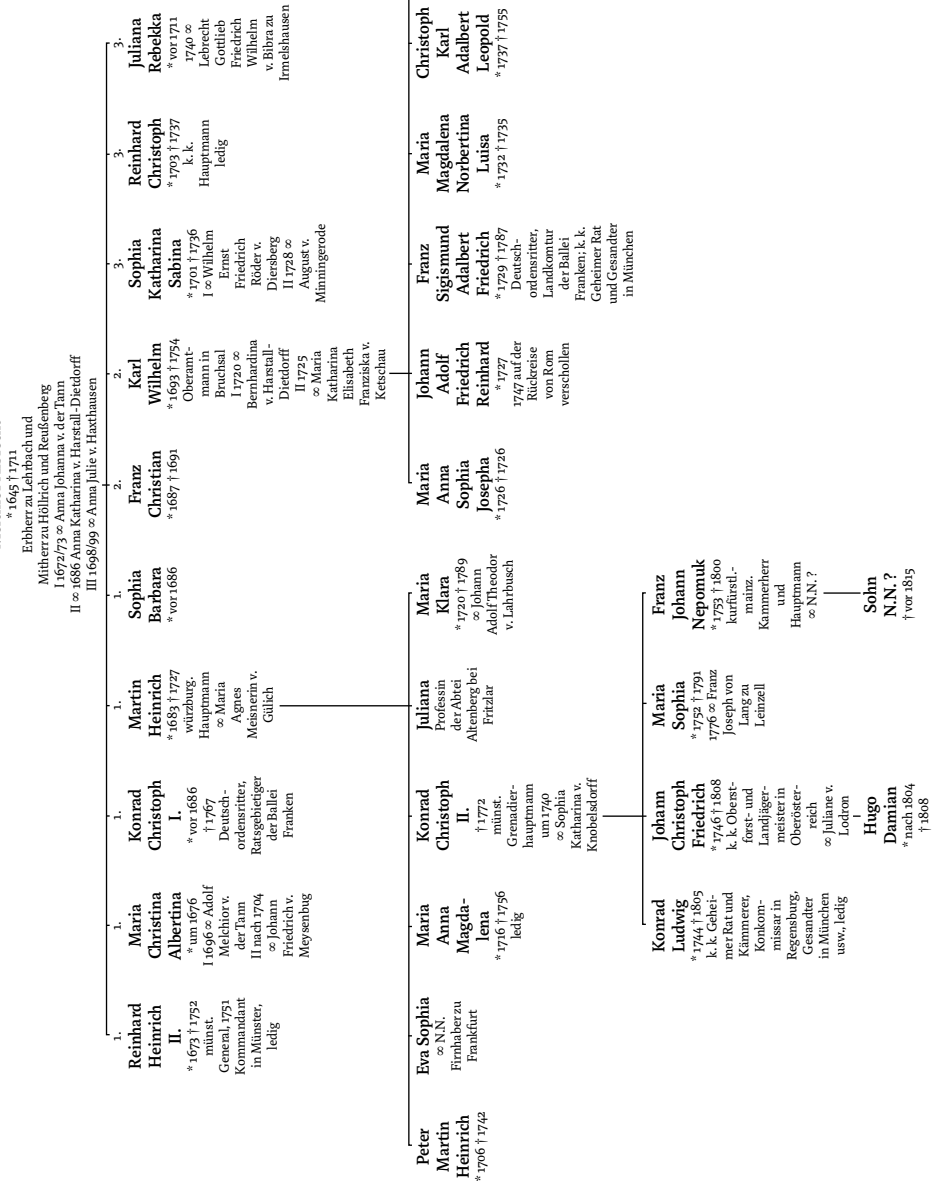 * 1645 † 1711
Erbherr zu Lehrbach und
Mitherr zu Höllrich und Reußenberg
I 1672/73 ∞ Anna Johanna v. der Tann
II ∞ 1686 Anna Katharina v. Harstall-Dietdorff
III 1698/99 ∞ Anna Julie v. Haxthausen
1.
Reinhard
Heinrich
II.
* 1673 † 1752
münst.
General, 1751
Kommandant
in Münster,
ledig
1.
Maria
Christina
Albertina
* um 1676
I 1696 ∞ Adolf
Melchior v.
der Tann
II nach 1704
∞ Johann
Friedrich v.
Meysenbug
1.
Konrad
Christoph
I.
* vor 1686
† 1767
Deutsch-
ordensritter,
Ratsgebietiger
der Ballei
Franken
1.
Martin
Heinrich
* 1683 † 1727
würzburg.
Hauptmann
∞ Maria
Agnes
Meisnerin v.
Gülich
1.
Sophia
Barbara
* vor 1686
2.
Franz
Christian
* 1687 † 1691
2.
Karl
Wilhelm
* 1693 † 1754
Oberamt-
mann in
Bruchsal
I 1720 ∞
Bernhardina
v. Harstall-
Dietdorff
II 1725
∞ Maria
Katharina
Elisabeth
Franziska v.
Ketschau
3.
Sophia
Katharina
Sabina
* 1701 † 1736
I ∞ Wilhelm
Ernst
Friedrich
Röder v.
Diersberg
II 1728 ∞
August v.
Minningerode
3.
Reinhard
Christoph
* 1703 † 1737
k. k.
Hauptmann
ledig
3.
Juliana
Rebekka
* vor 1711
1740 ∞
Lebrecht
Gottlieb
Friedrich
Wilhelm
v. Bibra zu
Irmelshausen
Peter
Martin
Heinrich
* 1706 † 1742
Eva Sophia
∞ N.N.
Firnhaber zu
Frankfurt
Maria
Anna
Magda-
lena
* 1716 † 1756
ledig
Konrad
Christoph
II.
† 1772
münst.
Grenadier-
hauptmann
um 1740
∞ Sophia
Katharina v.
Knobelsdorff
Juliana
Professin
der Abtei
Altenberg bei
Fritzlar
Maria
Klara
* 1720 † 1789
∞ Johann
Adolf Theodor
v. Lahrbusch
Maria
Anna
Sophia
Josepha
* 1726 † 1726
Johann
Adolf
Friedrich
Reinhard
* 1727
1747 auf der
Rückreise
von Rom
verschollen
Franz
Sigismund
Adalbert
Friedrich
* 1729 † 1787
Deutsch-
ordensritter,
Landkomtur
der Ballei
Franken; k. k.
Geheimer Rat
und Gesandter
in München
Maria
Magdalena
Norbertina
Luisa
* 1732 † 1735
Christoph
Karl
Adalbert
Leopold
* 1737 † 1755
Konrad
Ludwig
* 1744 † 1805
k. k. Gehei-
mer Rat und
Kämmerer,
Konkom-
missar in
Regensburg,
Gesandter
in München
usw., ledig
Johann
Christoph
Friedrich
* 1746 † 1808
k. k. Oberst-
forst- und
Landjäger-
meister in
Oberöster-
reich
∞ Juliane v.
Lodron
Maria
Sophia
* 1752 † 1791
1776 ∞ Franz
Joseph von
Lang zu
Leinzell
Franz
Johann
Nepomuk
* 1753 † 1800
kurfürstl.-
mainz.
Kammerherr
und
Hauptmann
∞ N.N. ?
Hugo
Damian
* nach 1804
† 1808
Sohn
N.N. ?
† vor 1815